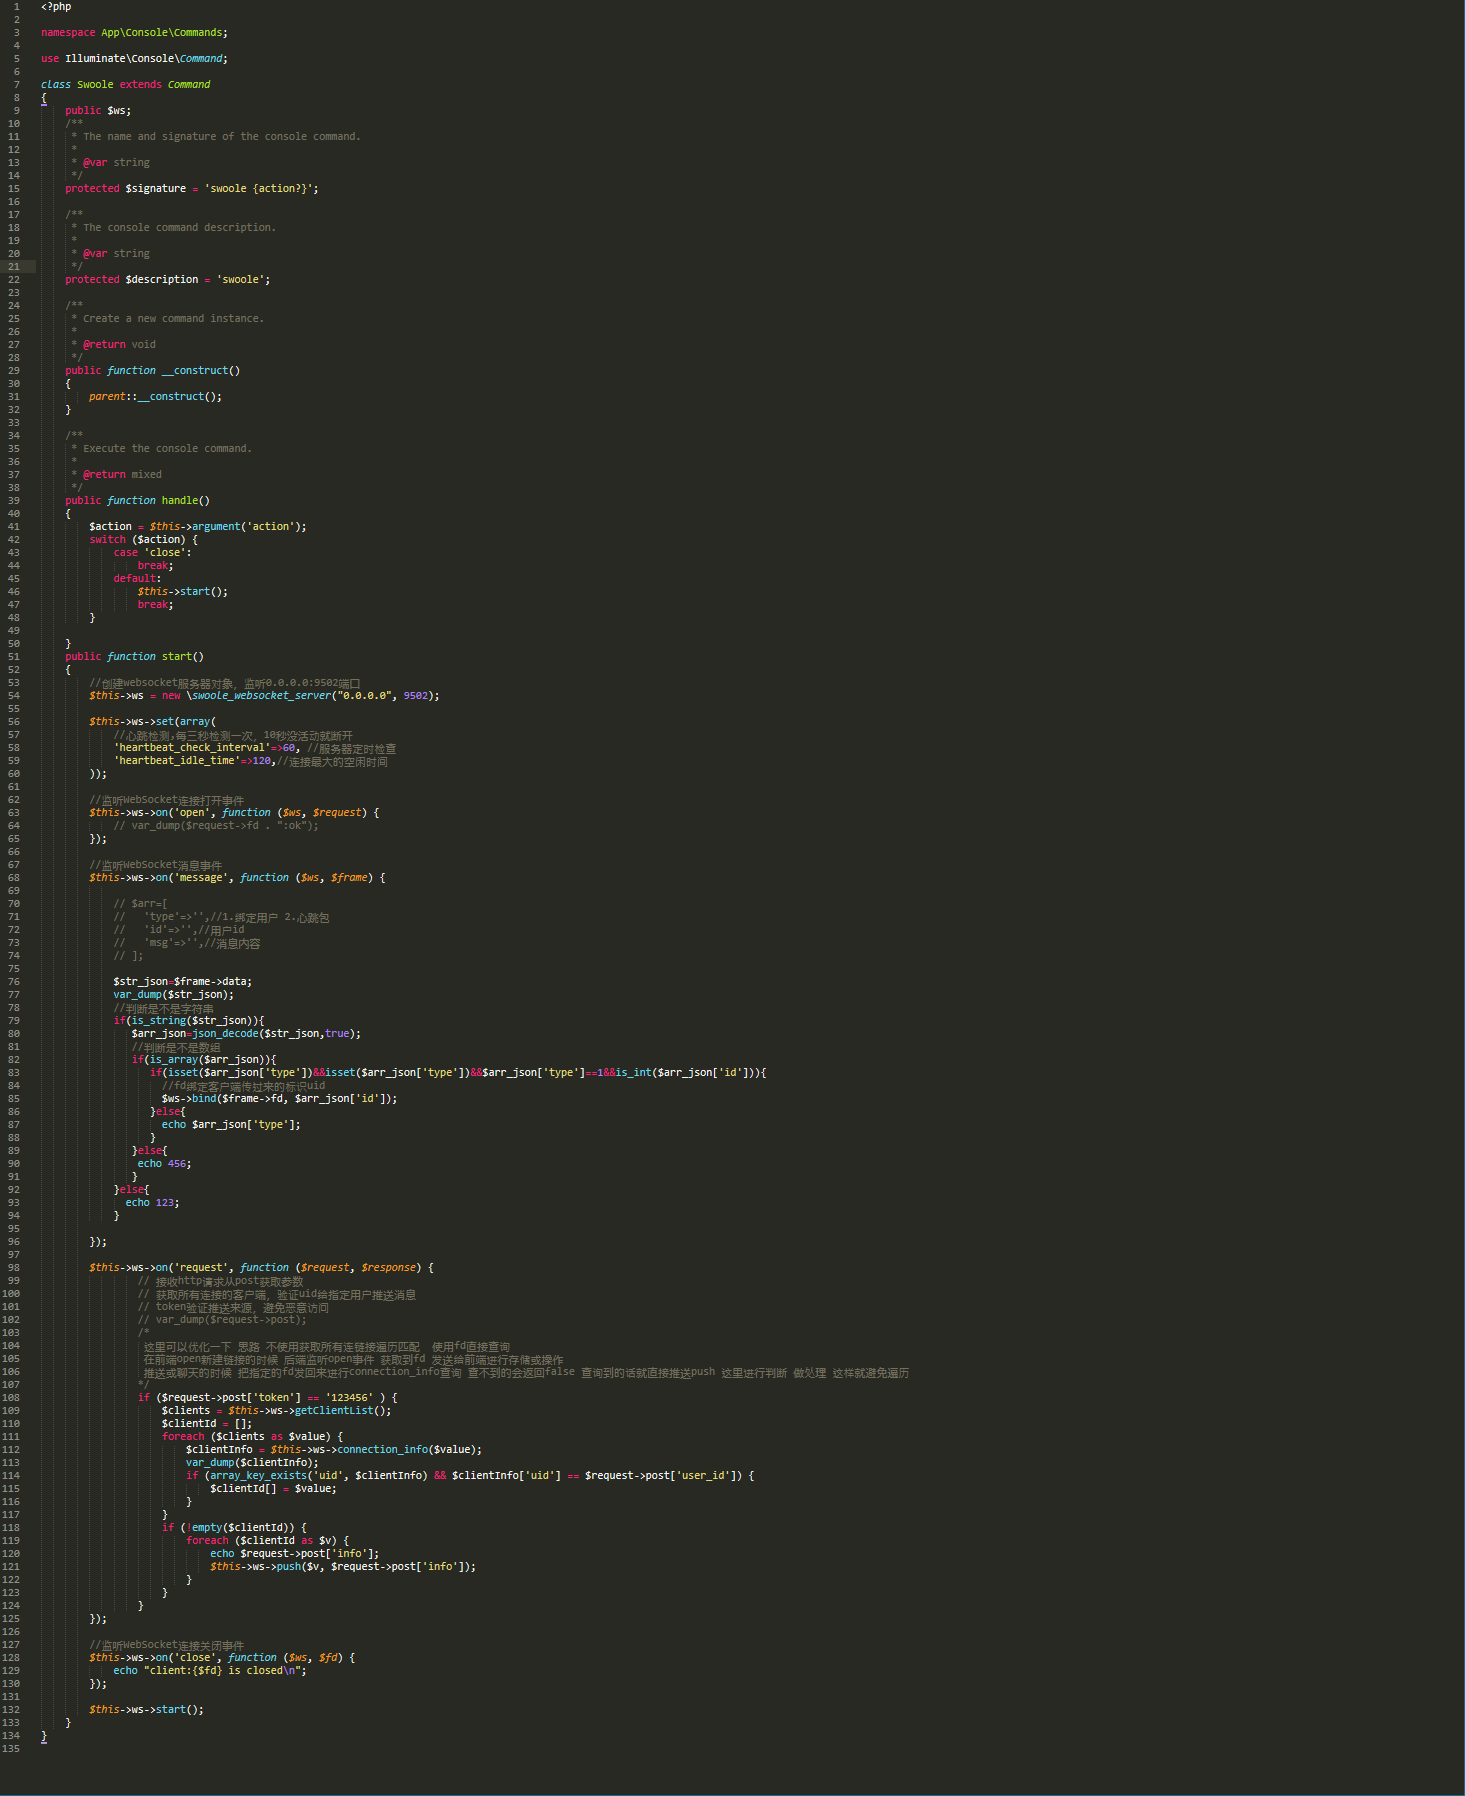 1 <?php
2
3 namespace App\Console\Commands;
4
5 use Illuminate\Console\Command;
6
7 class Swoole extends Command
8 {
9 public $ws;
10 /**
11 * The name and signature of the console command.
12 *
13 * @var string
14 */
15 protected $signature = 'swoole {action?}';
16
17 /**
18 * The console command description.
19 *
20 * @var string
21 */
22 protected $description = 'swoole';
23
24 /**
25 * Create a new command instance.
26 *
27 * @return void
28 */
29 public function __construct()
30 {
31 parent::__construct();
32 }
33
34 /**
35 * Execute the console command.
36 *
37 * @return mixed
38 */
39 public function handle()
40 {
41 $action = $this->argument('action');
42 switch ($action) {
43 case 'close':
44 break;
45 default:
46 $this->start();
47 break;
48 }
49
50 }
51 public function start()
52 {
53 //创建websocket服务器对象，监听0.0.0.0:9502端口
54 $this->ws = new \swoole_websocket_server("0.0.0.0", 9502);
55
56 $this->ws->set(array(
57 //心跳检测,每三秒检测一次，10秒没活动就断开
58 'heartbeat_check_interval'=>60, //服务器定时检查
59 'heartbeat_idle_time'=>120,//连接最大的空闲时间
60 ));
61
62 //监听WebSocket连接打开事件
63 $this->ws->on('open', function ($ws, $request) {
64 // var_dump($request->fd . ":ok");
65 });
66
67 //监听WebSocket消息事件
68 $this->ws->on('message', function ($ws, $frame) {
69
70 // $arr=[
71 // 'type'=>'',//1.绑定用户 2.心跳包
72 // 'id'=>'',//用户id
73 // 'msg'=>'',//消息内容
74 // ];
75
76 $str_json=$frame->data;
77 var_dump($str_json);
78 //判断是不是字符串
79 if(is_string($str_json)){
80 $arr_json=json_decode($str_json,true);
81 //判断是不是数组
82 if(is_array($arr_json)){
83 if(isset($arr_json['type'])&&isset($arr_json['type'])&&$arr_json['type']==1&&is_int($arr_json['id'])){
84 //fd绑定客户端传过来的标识uid
85 $ws->bind($frame->fd, $arr_json['id']);
86 }else{
87 echo $arr_json['type'];
88 }
89 }else{
90 echo 456;
91 }
92 }else{
93 echo 123;
94 }
95
96 });
97
98 $this->ws->on('request', function ($request, $response) {
99 // 接收http请求从post获取参数
100 // 获取所有连接的客户端，验证uid给指定用户推送消息
101 // token验证推送来源，避免恶意访问
102 // var_dump($request->post);
103 /*
104 这里可以优化一下 思路 不使用获取所有连链接遍历匹配 使用fd直接查询
105 在前端open新建链接的时候 后端监听open事件 获取到fd 发送给前端进行存储或操作
106 推送或聊天的时候 把指定的fd发回来进行connection_info查询 查不到的会返回false 查询到的话就直接推送push 这里进行判断 做处理 这样就避免遍历
107 */
108 if ($request->post['token'] == '123456' ) {
109 $clients = $this->ws->getClientList();
110 $clientId = [];
111 foreach ($clients as $value) {
112 $clientInfo = $this->ws->connection_info($value);
113 var_dump($clientInfo);
114 if (array_key_exists('uid', $clientInfo) && $clientInfo['uid'] == $request->post['user_id']) {
115 $clientId[] = $value;
116 }
117 }
118 if (!empty($clientId)) {
119 foreach ($clientId as $v) {
120 echo $request->post['info'];
121 $this->ws->push($v, $request->post['info']);
122 }
123 }
124 }
125 });
126
127 //监听WebSocket连接关闭事件
128 $this->ws->on('close', function ($ws, $fd) {
129 echo "client:{$fd} is closed\n";
130 });
131
132 $this->ws->start();
133 }
134 }
135